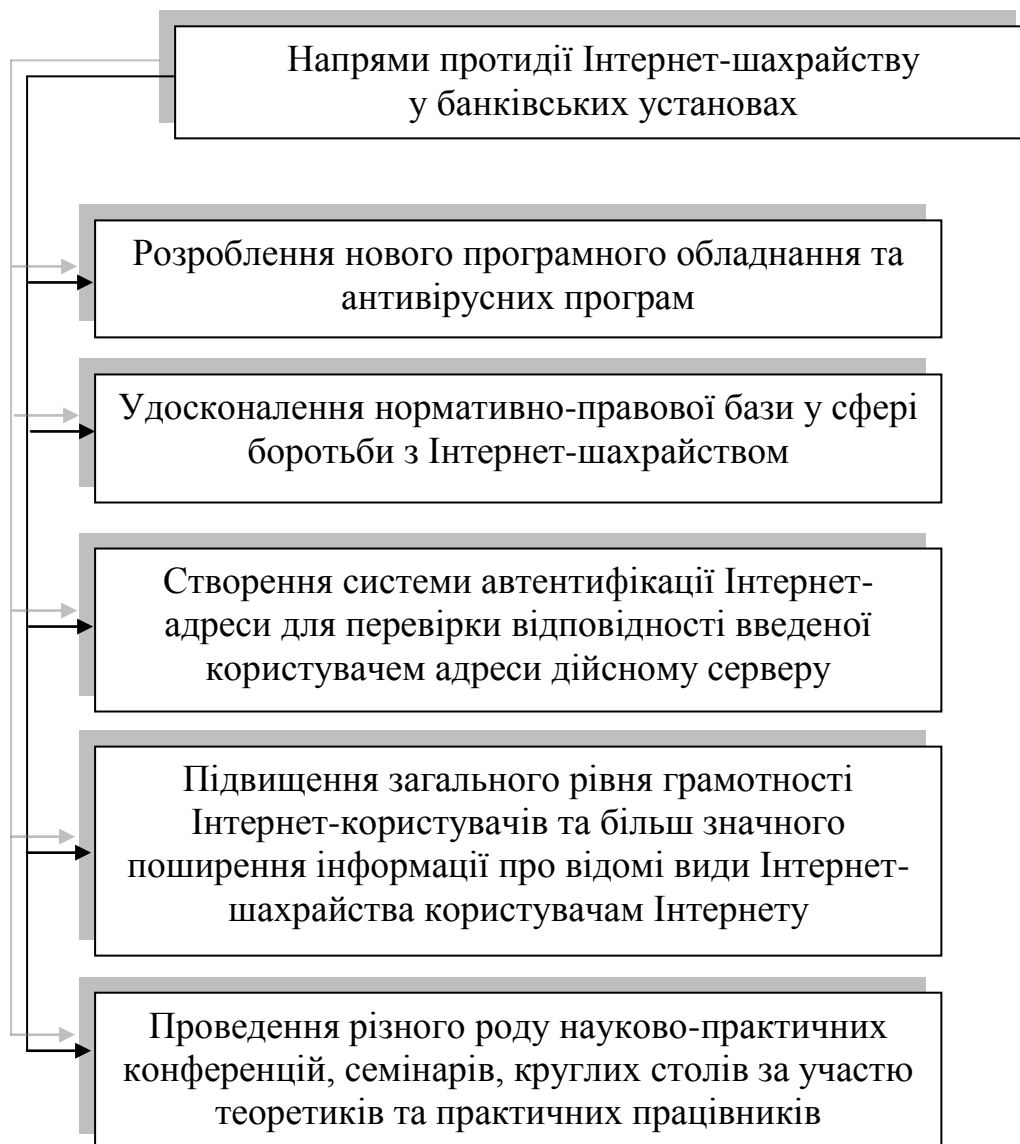 Напрями протидії Інтернет-шахрайству
у банківських установах
Розроблення нового програмного обладнання та
антивірусних програм
Удосконалення нормативно-правової бази у сфері
боротьби з Інтернет-шахрайством
Створення системи автентифікації Інтернет-
адреси для перевірки відповідності введеної
користувачем адреси дійсному серверу
Підвищення загального рівня грамотності
Інтернет-користувачів та більш значного
поширення інформації про відомі види Інтернет-
шахрайства користувачам Інтернету
Проведення різного роду науково-практичних
конференцій, семінарів, круглих столів за участю
теоретиків та практичних працівників